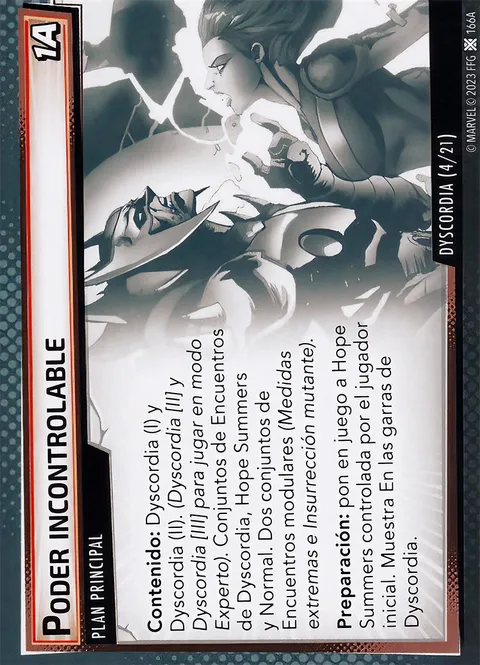 PODER INCONTROLABLE
1A
PLAN PRINCIPAL
Contenido: Dyscordia (I) y
Dyscordia (II). (Dyscordia [II] y
Dyscordia [III] para jugar en modo
Experto). Conjuntos de Encuentros
de Dyscordia, Hope Summers
y Normal. Dos conjuntos de
Encuentros modulares (Medidas
extremas e Insurrección mutante).
Preparación: pon en juego a Hope
Summers controlada por el jugador
inicial. Muestra En las garras de
Dyscordia.
DYSCORDIA (4/21)
© MARVEL © 2023 FFG 166A